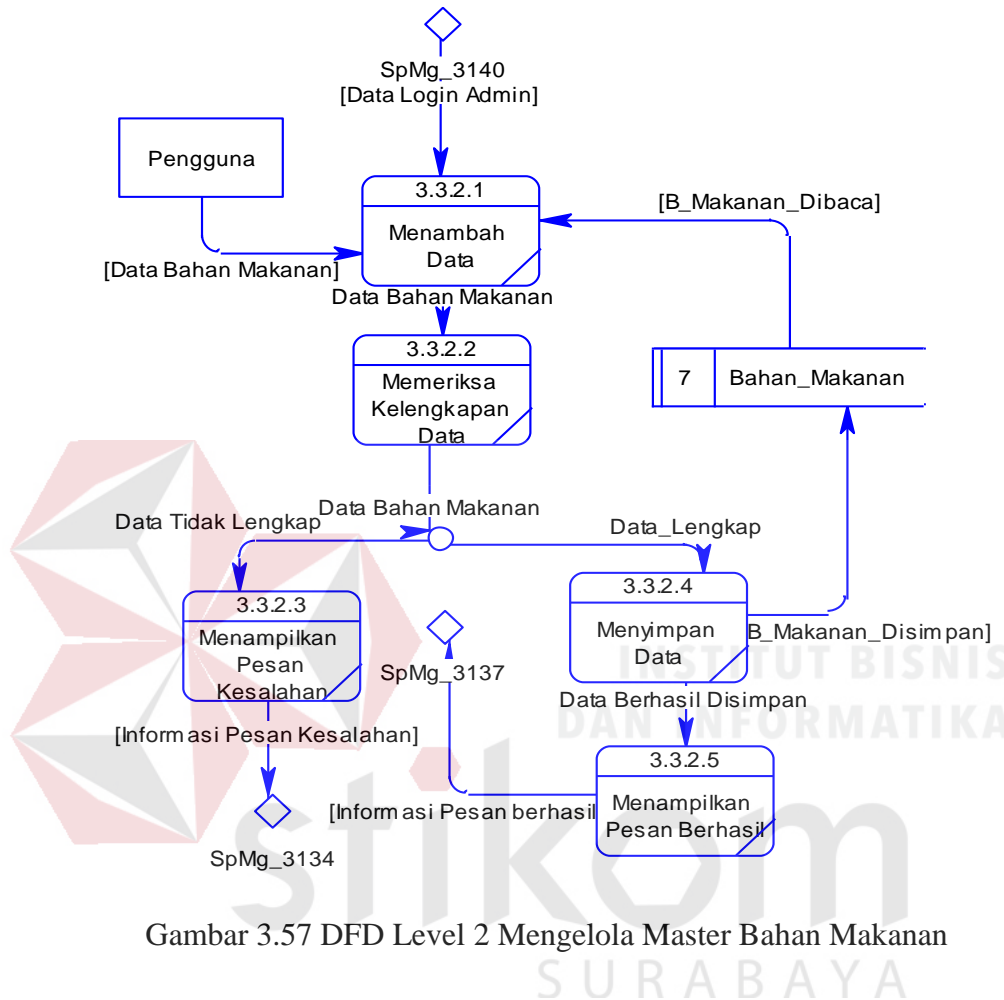 SpMg_3140
[Data Login Admin]
Pengguna
3.3.2.1
Menambah
Data
[B_Makanan_Dibaca]
[Data Bahan Makanan]
Data Bahan Makanan
3.3.2.2
Memeriksa
Kelengkapan
Data
7
Bahan_Makanan
Data Bahan Makanan
Data Tidak Lengkap
Data_Lengkap
3.3.2.3
Menampilkan
Pesan
Kesalahan
3.3.2.4
Menyimpan
Data
B_Makanan_Disimpan]
SpMg_3137
INSTITUT BISNIS
DAN INFORMATIKA
Data Berhasil Disimpan
[Informasi Pesan Kesalahan]
3.3.2.5
Menampilkan
Pesan Berhasil
[Informasi Pesan berhasil
SpMg_3134
stikom
Gambar 3.57 DFD Level 2 Mengelola Master Bahan Makanan
SURABAYA